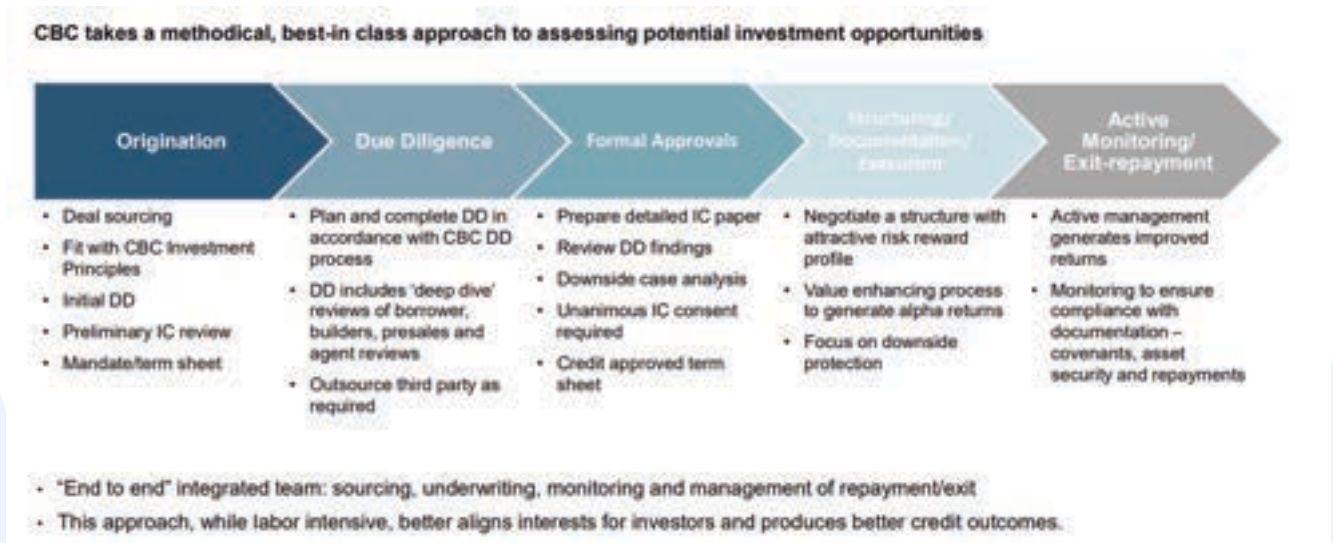 CBC takes a methodical, best-in class approach to assessing potential investment opportunities
Origination
Due Diligence
Formal Approvals
Structuring/
Documentation/
Execution
Active
Monitoring/
Exit-repayment
• Deal sourcing
• Fit with CBC Investment
Principles
• Initial DD
• Preliminary IC review
• Mandate/term sheet
• Plan and complete DD in
accordance with CBC DD
process
• DD includes ‘deep dive’
reviews of borrower,
builders, presales and
agent reviews
• Outsource third party as
required
• Prepare detailed IC paper
• Review DD findings
• Downside case analysis
• Unanimous IC consent
required
• Credit approved term
sheet
• Negotiate a structure with
attractive risk reward
profile
• Value enhancing process
to generate alpha returns
• Focus on downside
protection
• Active management
generates improved
returns
• Monitoring to ensure
compliance with
documentation –
covenants, asset
security and repayments
• “End to end” integrated team: sourcing, underwriting, monitoring and management of repayment/exit
• This approach, while labor intensive, better aligns interests for investors and produces better credit outcomes.